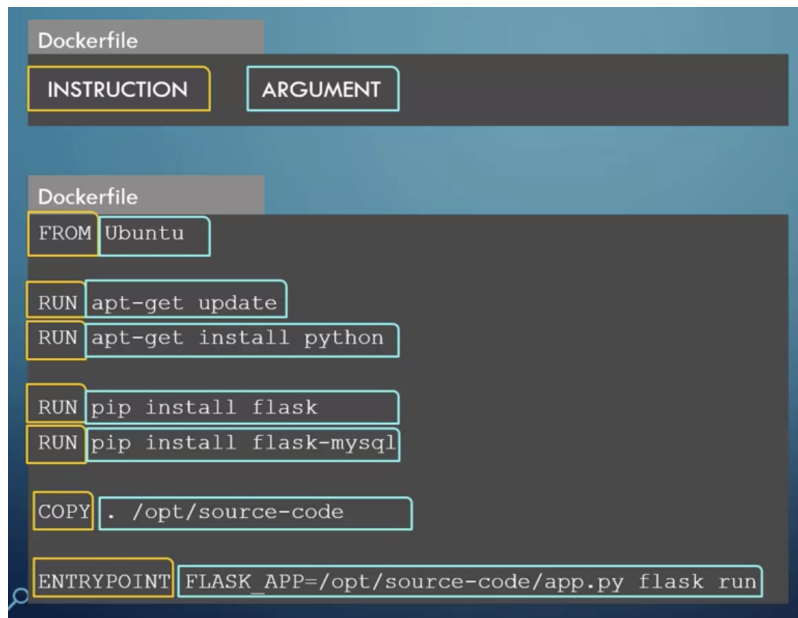 Dockerfile
INSTRUCTION ARGUMENT
Dockerfile
FROM Ubuntu
RUN apt-get update
RUN apt-get install python
RUN pip install flask
RUN pip install flask-mysql
COPY . /opt/source-code
ENTRYPOINT FLASK_APP=/opt/source-code/app.py flask run